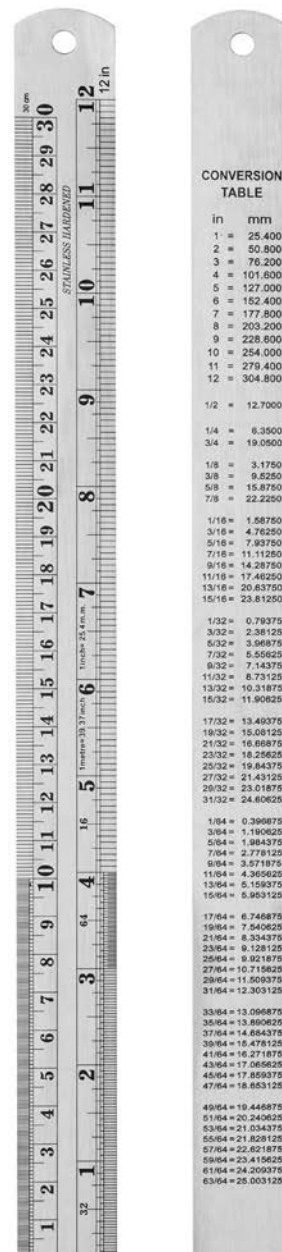 30 cm
30
29
28
27
26
25
24
23
22
21
20
19
18
17
16
15
14
13
12
11
10
9
8
7
6
5
4
3
2
1
12 in
12
11
10
9
8
7
6
5
4
3
2
1
STAINLESS HARDENED
1inch= 25.4 m.m.
1metre=39.37 inch
16
64
32
CONVERSION
TABLE
in mm
1 = 25.400
2 = 50.800
3 = 76.200
4 = 101.600
5 = 127.000
6 = 152.400
7 = 177.800
8 = 203.200
9 = 228.600
10 = 254.000
11 = 279.400
12 = 304.800
1/2 = 12.7000
1/4 = 6.3500
3/4 = 19.0500
1/8 = 3.1750
3/8 = 9.5250
5/8 = 15.8750
7/8 = 22.2250
1/16 = 1.58750
3/16 = 4.76250
5/16 = 7.93750
7/16 = 11.11250
9/16 = 14.28750
11/16 = 17.46250
13/16 = 20.63750
15/16 = 23.81250
1/32 = 0.79375
3/32 = 2.38125
5/32 = 3.96875
7/32 = 5.55625
9/32 = 7.14375
11/32 = 8.73125
13/32 = 10.31875
15/32 = 11.90625
17/32 = 13.49375
19/32 = 15.08125
21/32 = 16.66875
23/32 = 18.25625
25/32 = 19.84375
27/32 = 21.43125
29/32 = 23.01875
31/32 = 24.60625
1/64 = 0.396875
3/64 = 1.190625
5/64 = 1.984375
7/64 = 2.778125
9/64 = 3.571875
11/64 = 4.365625
13/64 = 5.159375
15/64 = 5.953125
17/64 = 6.746875
19/64 = 7.540625
21/64 = 8.334375
23/64 = 9.128125
25/64 = 9.921875
27/64 = 10.715625
29/64 = 11.509375
31/64 = 12.303125
33/64 = 13.096875
35/64 = 13.890625
37/64 = 14.684375
39/64 = 15.478125
41/64 = 16.271875
43/64 = 17.065625
45/64 = 17.859375
47/64 = 18.653125
49/64 = 19.446875
51/64 = 20.240625
53/64 = 21.034375
55/64 = 21.828125
57/64 = 22.621875
59/64 = 23.415625
61/64 = 24.209375
63/64 = 25.003125